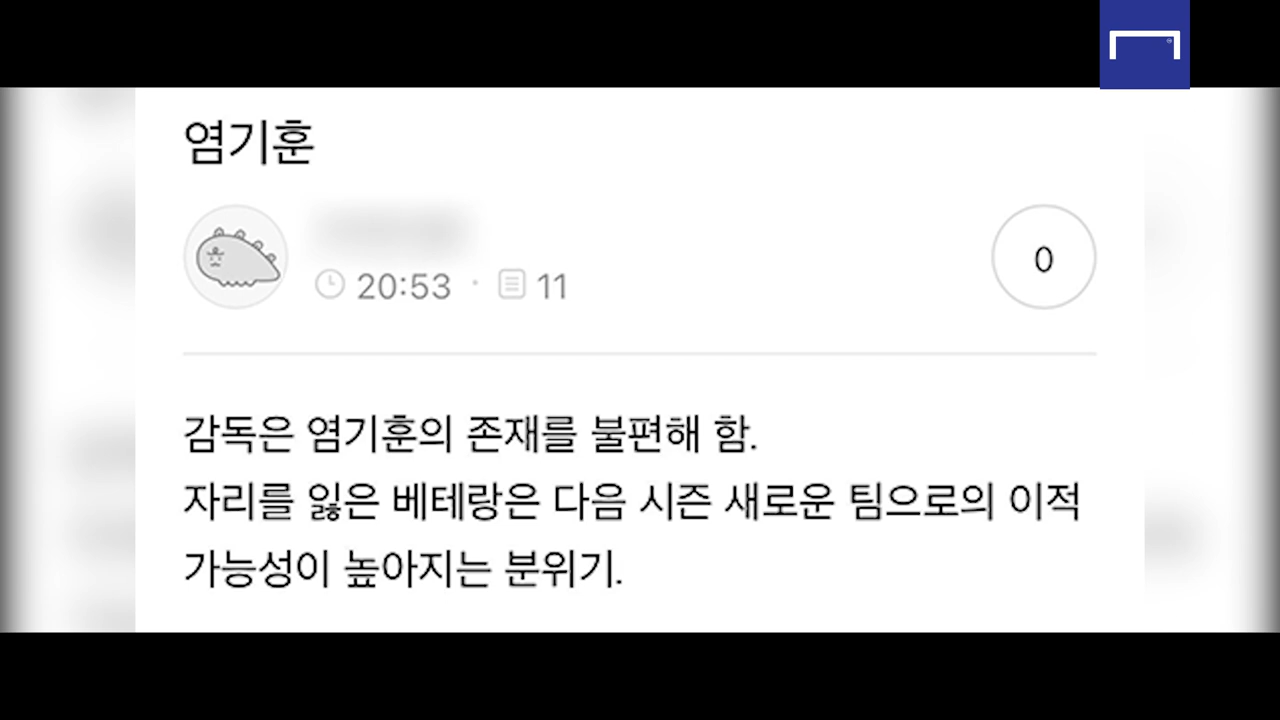 염기훈
20:53 · 11
0
감독은 염기훈의 존재를 불편해 함.
자리를 잃은 베테랑은 다음 시즌 새로운 팀으로의 이적
가능성이 높아지는 분위기.